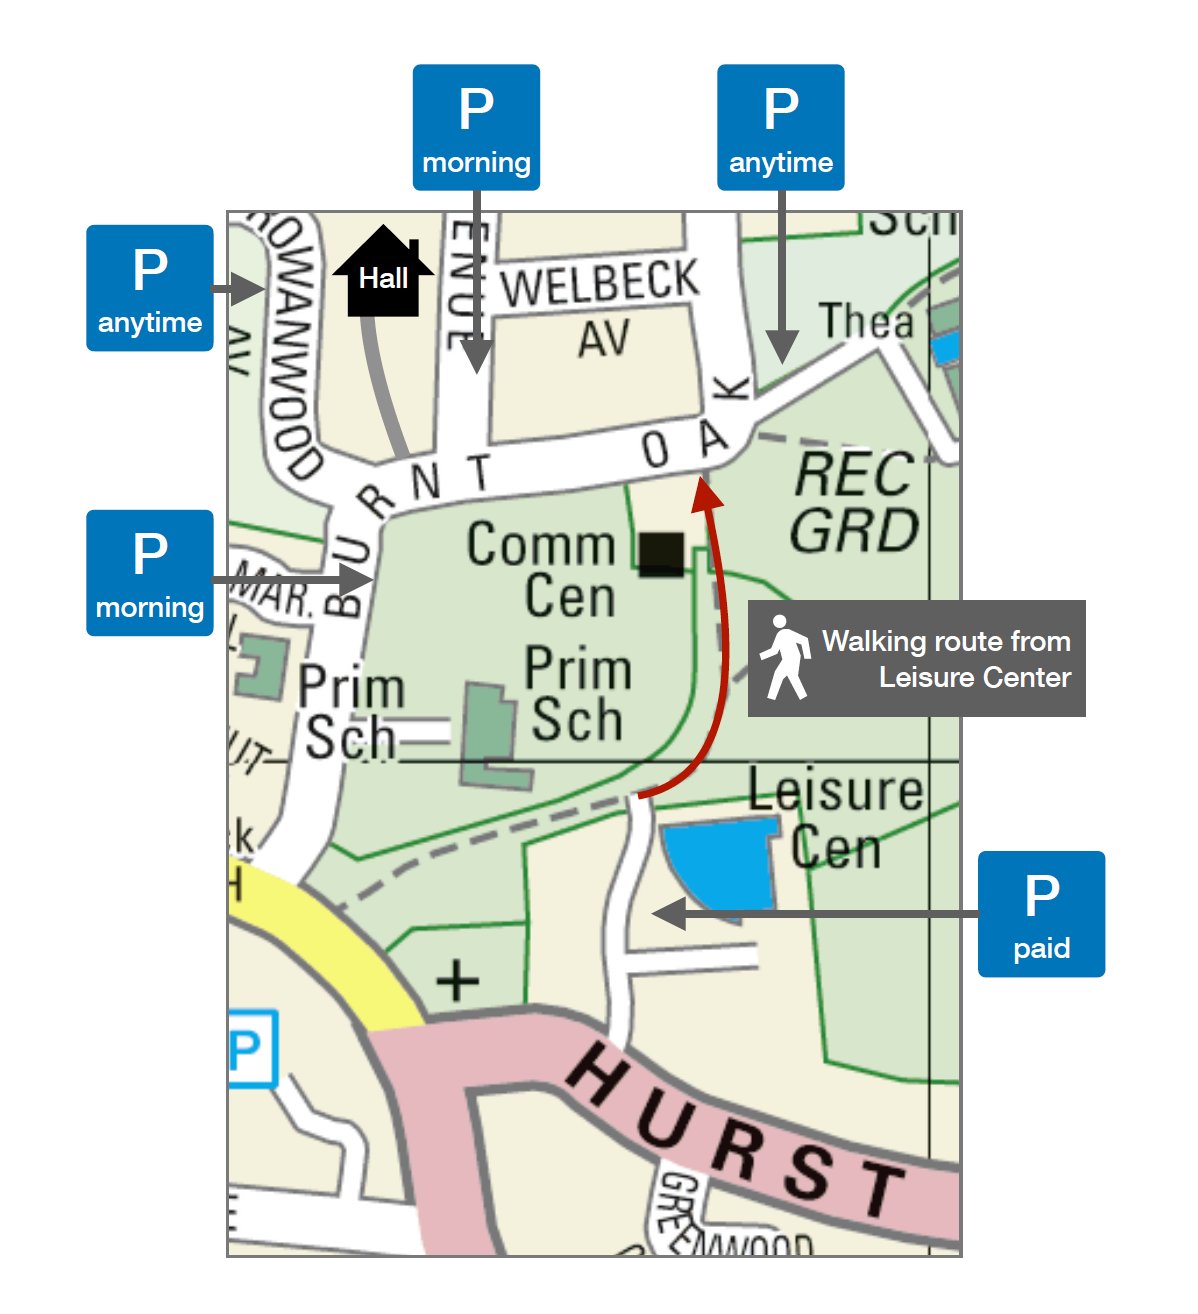 P
morning
P
anytime
P
anytime
P
morning
ROWANWOOD
AV
Hall
ENUE
WELBECK
AV
Sch
Thea
BURNT OAK
REC
GRD
Comm
Cen
MAR.
Prim
Sch
Prim
Sch
Walking route from
Leisure Center
Leisure
Cen
P
paid
UT
k
H
P
HURST
GREENWOOD
E